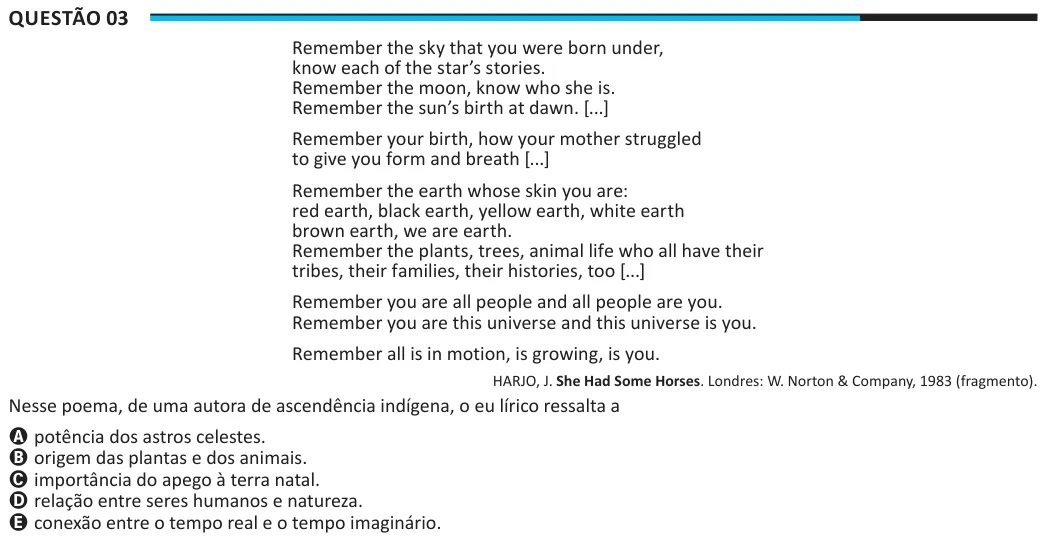 QUESTÃO 03
Remember the sky that you were born under,
know each of the star's stories.
Remember the moon, know who she is.
Remember the sun's birth at dawn. [...]
Remember your birth, how your mother struggled
to give you form and breath [...]
Remember the earth whose skin you are:
red earth, black earth, yellow earth, white earth
brown earth, we are earth.
Remember the plants, trees, animal life who all have their
tribes, their families, their histories, too [...]
Remember you are all people and all people are you.
Remember you are this universe and this universe is you.
Remember all is in motion, is growing, is you.
HARJO, J. She Had Some Horses. Londres: W. Norton & Company, 1983 (fragmento).
Nesse poema, de uma autora de ascendência indígena, o eu lírico ressalta a
A potência dos astros celestes.
B origem das plantas e dos animais.
C importância do apego à terra natal.
D relação entre seres humanos e natureza.
E conexão entre o tempo real e o tempo imaginário.